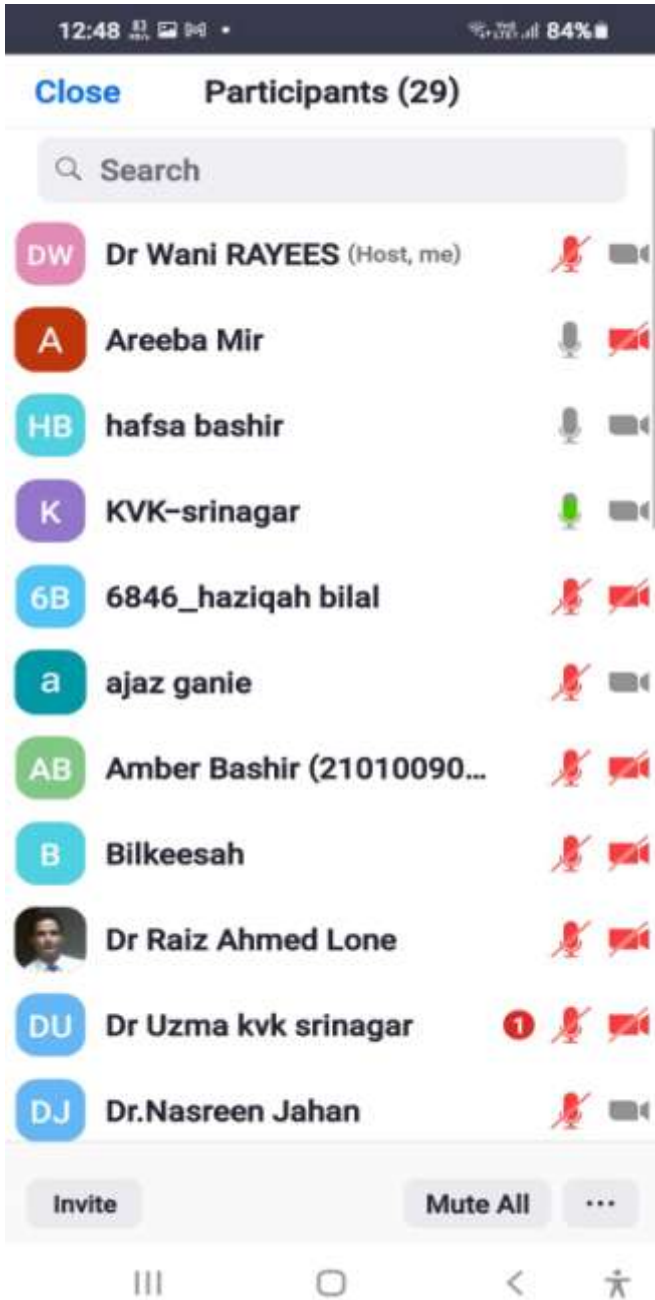 12:48 84%
Close Participants (29)
Search
DW Dr Wani RAYEES (Host, me)
A Areeba Mir
HB hafsa bashir
K KVK-srinagar
6B 6846_haziqah bilal
a ajaz ganie
AB Amber Bashir (21010090...
B Bilkeesah
Dr Raiz Ahmed Lone
DU Dr Uzma kvk srinagar 1
DJ Dr.Nasreen Jahan
Invite Mute All ...